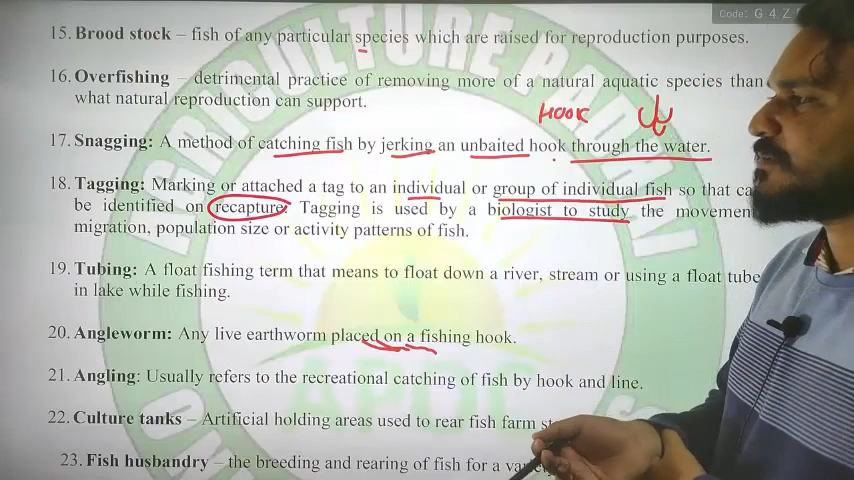 Code: G 4 Z
15. Brood stock – fish of any particular species which are raised for reproduction purposes.
16. Overfishing – detrimental practice of removing more of a natural aquatic species than
what natural reproduction can support.
HOOK
17. Snagging: A method of catching fish by jerking an unbaited hook through the water.
18. Tagging: Marking or attached a tag to an individual or group of individual fish so that ca
be identified on recapture. Tagging is used by a biologist to study the movemen
migration, population size or activity patterns of fish.
19. Tubing: A float fishing term that means to float down a river, stream or using a float tube
in lake while fishing.
20. Angleworm: Any live earthworm placed on a fishing hook.
21. Angling: Usually refers to the recreational catching of fish by hook and line.
22. Culture tanks – Artificial holding areas used to rear fish farm st
23. Fish husbandry – the breeding and rearing of fish for a va
AGRICULTURE PADHAI